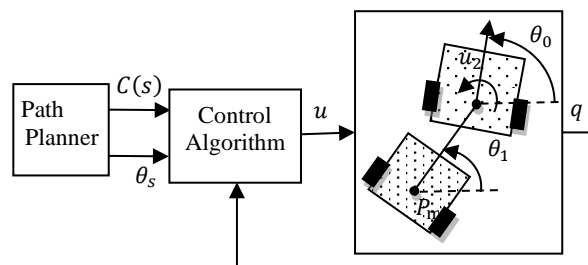 C(s)
Path
Planner
θₛ
Control
Algorithm
u
θ₀
u₂
θ₁
Pₘ
q